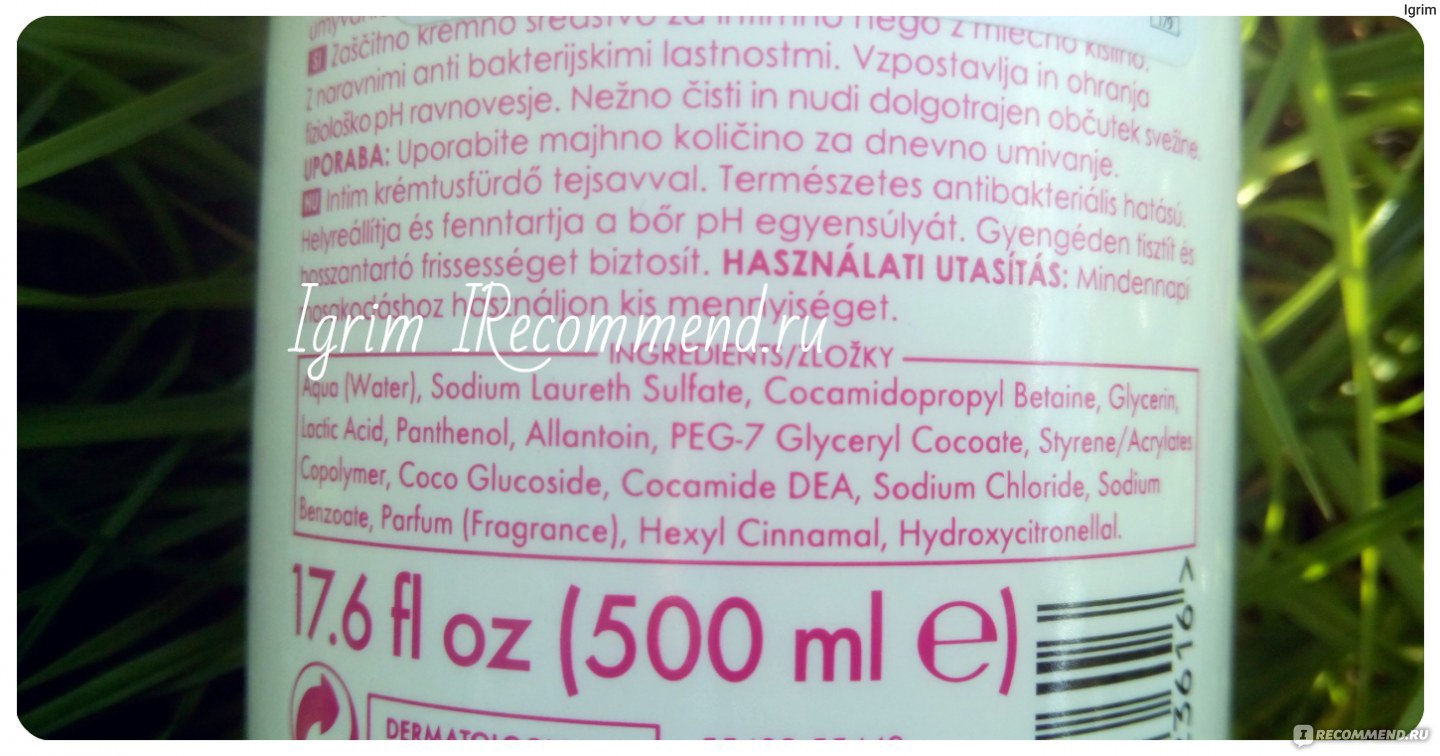 Igrim
SI Zaščitno kremno sredstvo za intimno nego z mlečno kislino.
Z naravnimi anti bakterijskimi lastnostmi. Vzpostavlja in ohranja
fiziološko pH ravnovesje. Nežno čisti in nudi dolgotrajen občutek svežine.
UPORABA: Uporabite majhno količino za dnevno umivanje.
HU Intim krémtusfürdő tejsavval. Természetes antibakteriális hatású.
Helyreállítja és fenntartja a bőr pH egyensúlyát. Gyengéden tisztít és
hosszantartó frissességet biztosít. HASZNÁLATI UTASÍTÁS: Mindennapi
mosakodáshoz használjon kis mennyiséget.
Igrim IRecommend.ru
INGREDIENTS/ZLOŽKY
Aqua (Water), Sodium Laureth Sulfate, Cocamidopropyl Betaine, Glycerin,
Lactic Acid, Panthenol, Allantoin, PEG-7 Glyceryl Cocoate, Styrene/Acrylates
Copolymer, Coco Glucoside, Cocamide DEA, Sodium Chloride, Sodium
Benzoate, Parfum (Fragrance), Hexyl Cinnamal, Hydroxycitronellal.
17.6 fl oz (500 ml e)
3616>
IRECOMMEND.RU